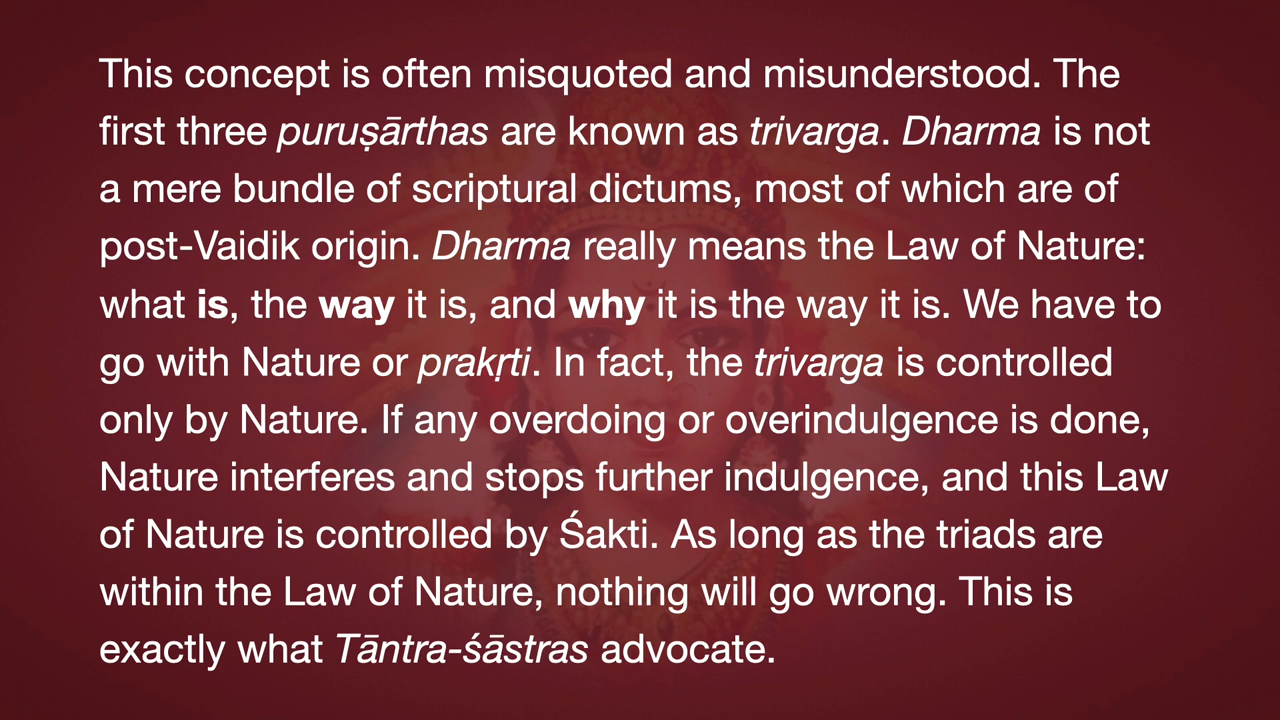 This concept is often misquoted and misunderstood. The
first three puruṣārthas are known as trivarga. Dharma is not
a mere bundle of scriptural dictums, most of which are of
post-Vaidik origin. Dharma really means the Law of Nature:
what is, the way it is, and why it is the way it is. We have to
go with Nature or prakṛti. In fact, the trivarga is controlled
only by Nature. If any overdoing or overindulgence is done,
Nature interferes and stops further indulgence, and this Law
of Nature is controlled by Śakti. As long as the triads are
within the Law of Nature, nothing will go wrong. This is
exactly what Tāntra-śāstras advocate.